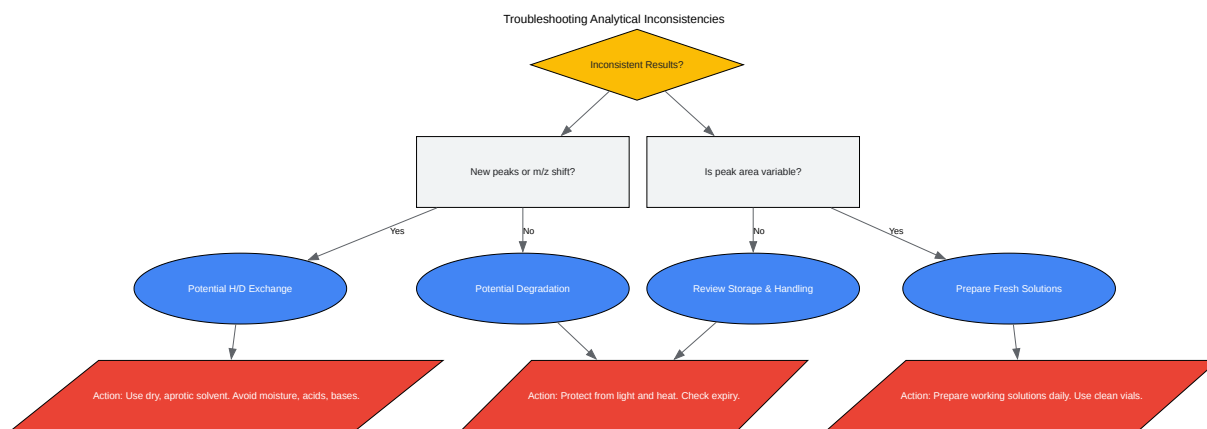 Troubleshooting Analytical Inconsistencies
Inconsistent Results?
New peaks or m/z shift?
Is peak area variable?
Yes
No
No
Yes
Potential H/D Exchange
Potential Degradation
Review Storage & Handling
Prepare Fresh Solutions
Action: Use dry, aprotic solvent. Avoid moisture, acids, bases.
Action: Protect from light and heat. Check expiry.
Action: Prepare working solutions daily. Use clean vials.